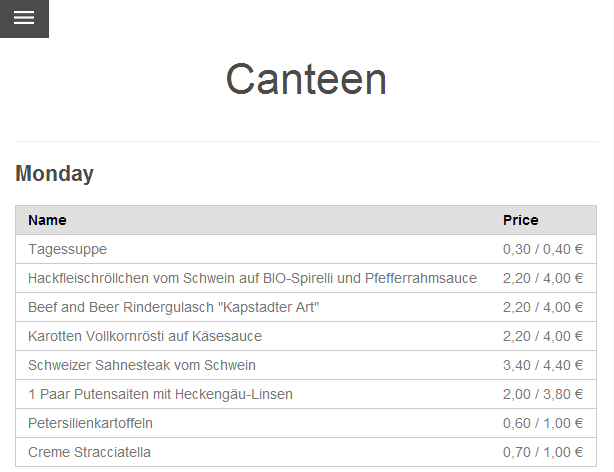 Canteen
Monday
Name Price
Tagessuppe 0,30 / 0,40 €
Hackfleischröllchen vom Schwein auf BIO-Spirelli und Pfefferrahmsauce 2,20 / 4,00 €
Beef and Beer Rindergulasch "Kapstadter Art" 2,20 / 4,00 €
Karotten Vollkornrösti auf Käsesauce 2,20 / 4,00 €
Schweizer Sahnesteak vom Schwein 3,40 / 4,40 €
1 Paar Putensaiten mit Heckengäu-Linsen 2,00 / 3,80 €
Petersilienkartoffeln 0,60 / 1,00 €
Creme Stracciatella 0,70 / 1,00 €